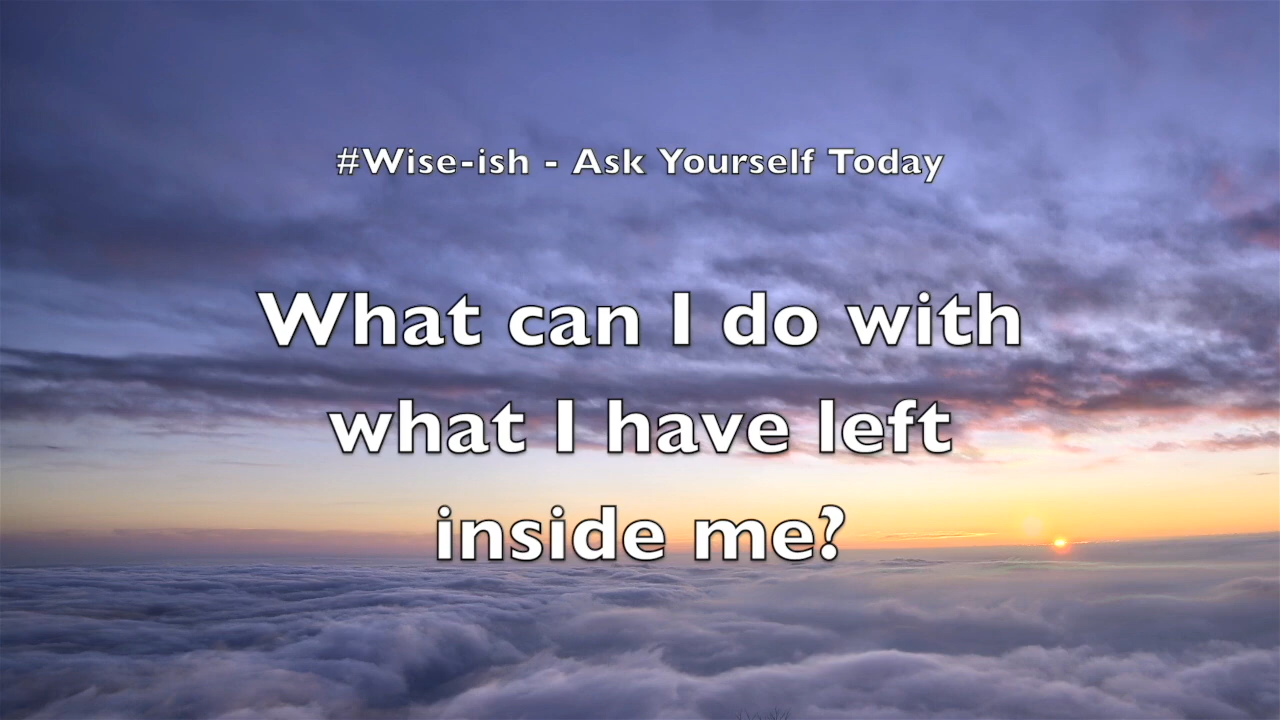 #Wise-ish - Ask Yourself Today
What can I do with
what I have left
inside me?